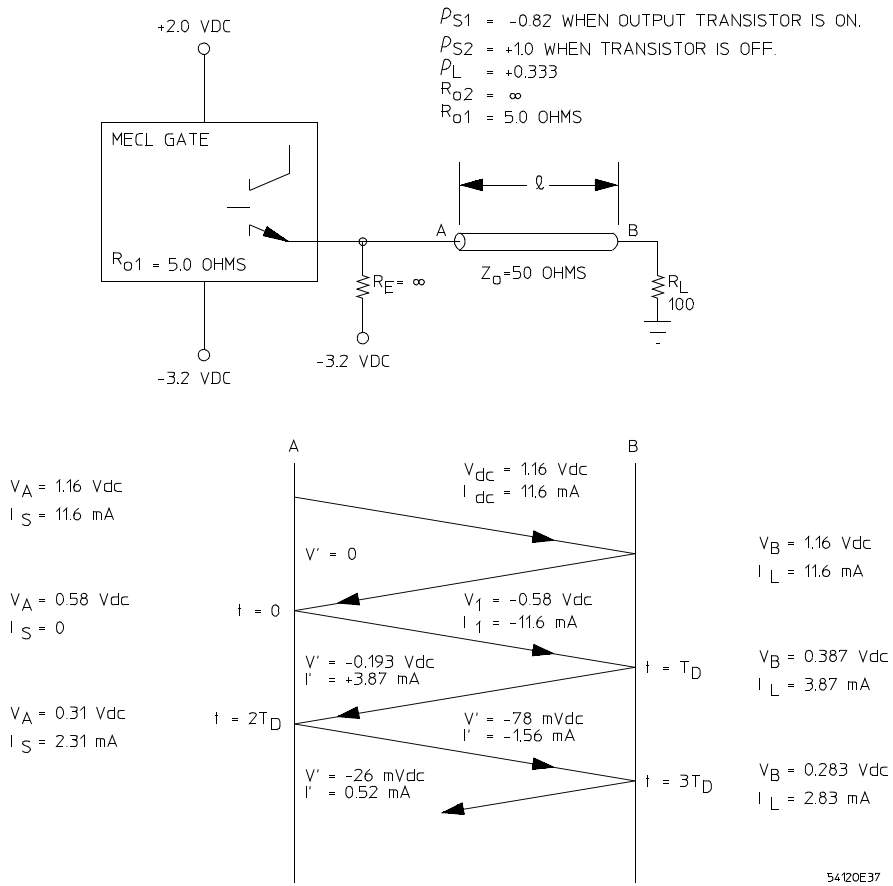 ρS1 = -0.82 WHEN OUTPUT TRANSISTOR IS ON.
ρS2 = +1.0 WHEN TRANSISTOR IS OFF.
ρL = +0.333
Ro2 = ∞
Ro1 = 5.0 OHMS
+2.0 VDC
MECL GATE
Ro1 = 5.0 OHMS
-3.2 VDC
RE = ∞
-3.2 VDC
ℓ
A
B
Zo=50 OHMS
RL
100
A
B
VA = 1.16 Vdc
IS = 11.6 mA
Vdc = 1.16 Vdc
Idc = 11.6 mA
V' = 0
VB = 1.16 Vdc
IL = 11.6 mA
VA = 0.58 Vdc
IS = 0
t = 0
V1 = -0.58 Vdc
I1 = -11.6 mA
V' = -0.193 Vdc
I' = +3.87 mA
t = TD
VB = 0.387 Vdc
IL = 3.87 mA
VA = 0.31 Vdc
IS = 2.31 mA
t = 2TD
V' = -78 mVdc
I' = -1.56 mA
V' = -26 mVdc
I' = 0.52 mA
t = 3TD
VB = 0.283 Vdc
IL = 2.83 mA
54120E37